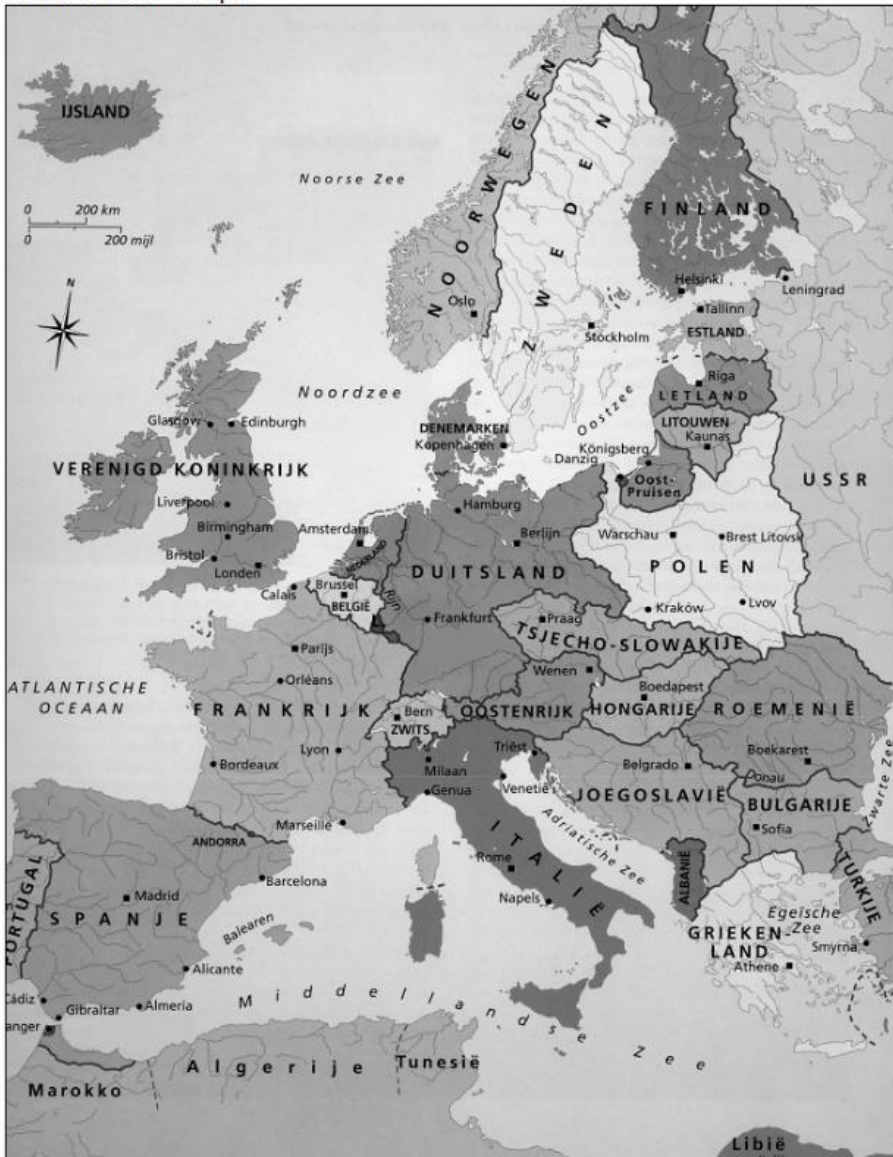 IJSLAND
Noorse Zee
0 200 km
0 200 mijl
N
NOORWEGEN
ZWEDEN
FINLAND
Oslo
Stockholm
Helsinki
Leningrad
Tallinn
ESTLAND
Riga
LETLAND
LITOUWEN
Kaunas
Oostzee
Noordzee
Glasgow
Edinburgh
VERENIGD KONINKRIJK
Liverpool
Birmingham
Bristol
Londen
DENEMARKEN
Kopenhagen
Danzig
Königsberg
Oost-
Pruisen
USSR
Hamburg
Amsterdam
NEDERLAND
Berlijn
Warschau
Brest Litovsk
POLEN
DUITSLAND
Calais
Brussel
BELGIË
Rijn
Frankfurt
Praag
Kraków
Lvov
TSJECHO-SLOWAKIJE
Parijs
Orléans
ATLANTISCHE
OCEAAN
FRANKRIJK
Bern
ZWITS.
Wenen
OOSTENRIJK
Boedapest
HONGARIJE
ROEMENIË
Lyon
Bordeaux
Milaan
Triëst
Genua
Venetië
Belgrado
JOEGOSLAVIË
Boekarest
Donau
BULGARIJE
Sofia
Zwarte Zee
Marseille
ANDORRA
Barcelona
ITALIË
Adriatische Zee
Rome
Napels
ALBANIË
TURKIJE
PORTUGAL
Madrid
SPANJE
Balearen
Alicante
GRIEKEN-
LAND
Egeische
Zee
Smyrna
Athene
Cádiz
Gibraltar
Almería
anger
Middellandse Zee
Marokko
Algerije
Tunesië
Libië